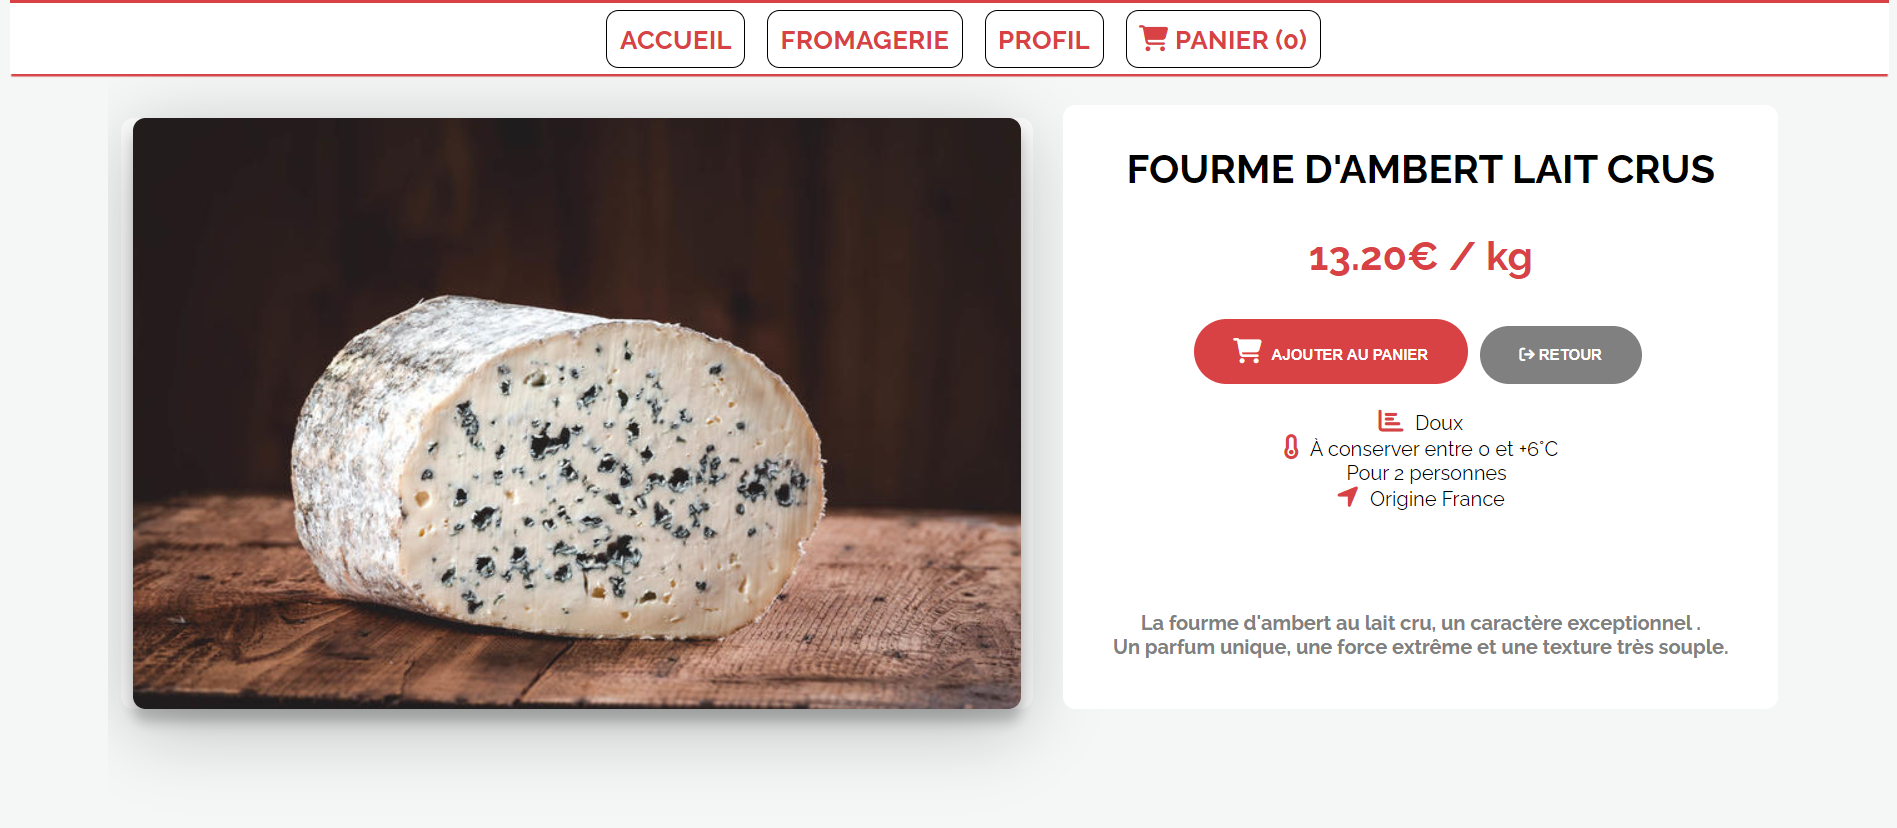 ACCUEIL FROMAGERIE PROFIL PANIER (0)
FOURME D'AMBERT LAIT CRUS
13.20€ / kg
AJOUTER AU PANIER RETOUR
Doux
À conserver entre 0 et +6°C
Pour 2 personnes
Origine France
La fourme d'ambert au lait cru, un caractère exceptionnel .
Un parfum unique, une force extrême et une texture très souple.